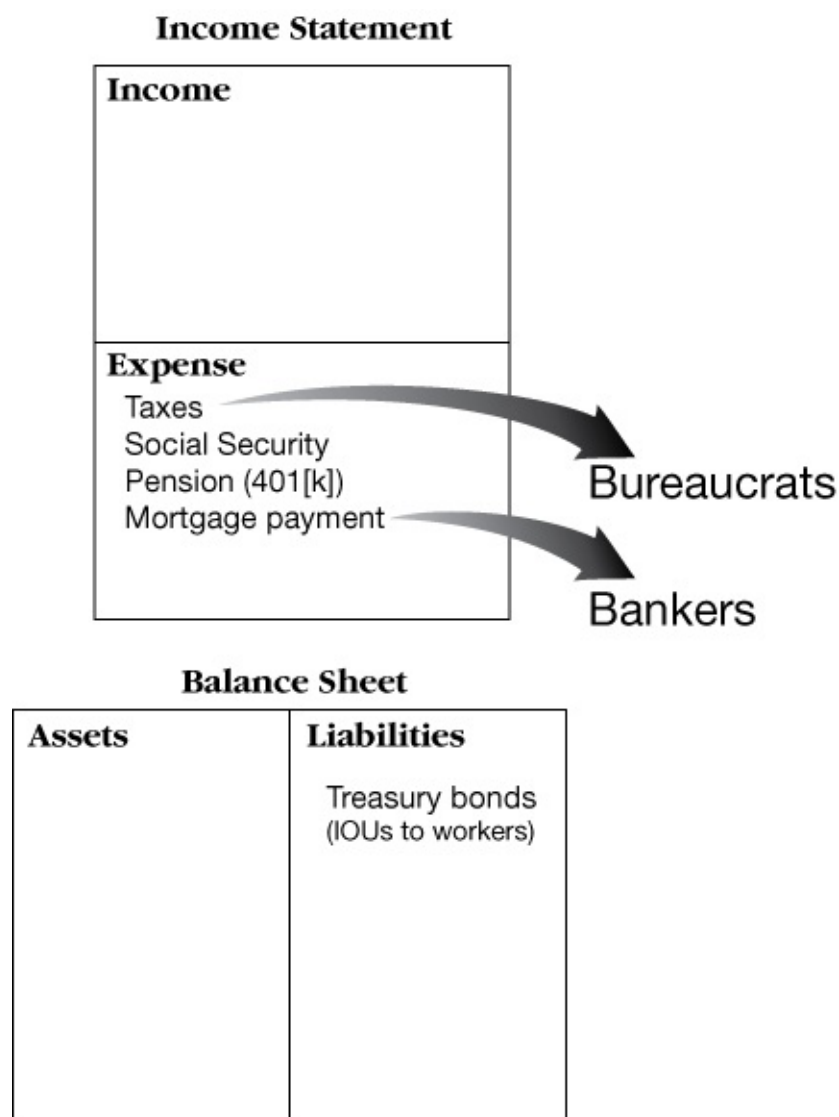 Income Statement
Income
Expense
Taxes
Social Security
Pension (401[k])
Mortgage payment
Bureaucrats
Bankers
Balance Sheet
Assets
Liabilities
Treasury bonds
(IOUs to workers)